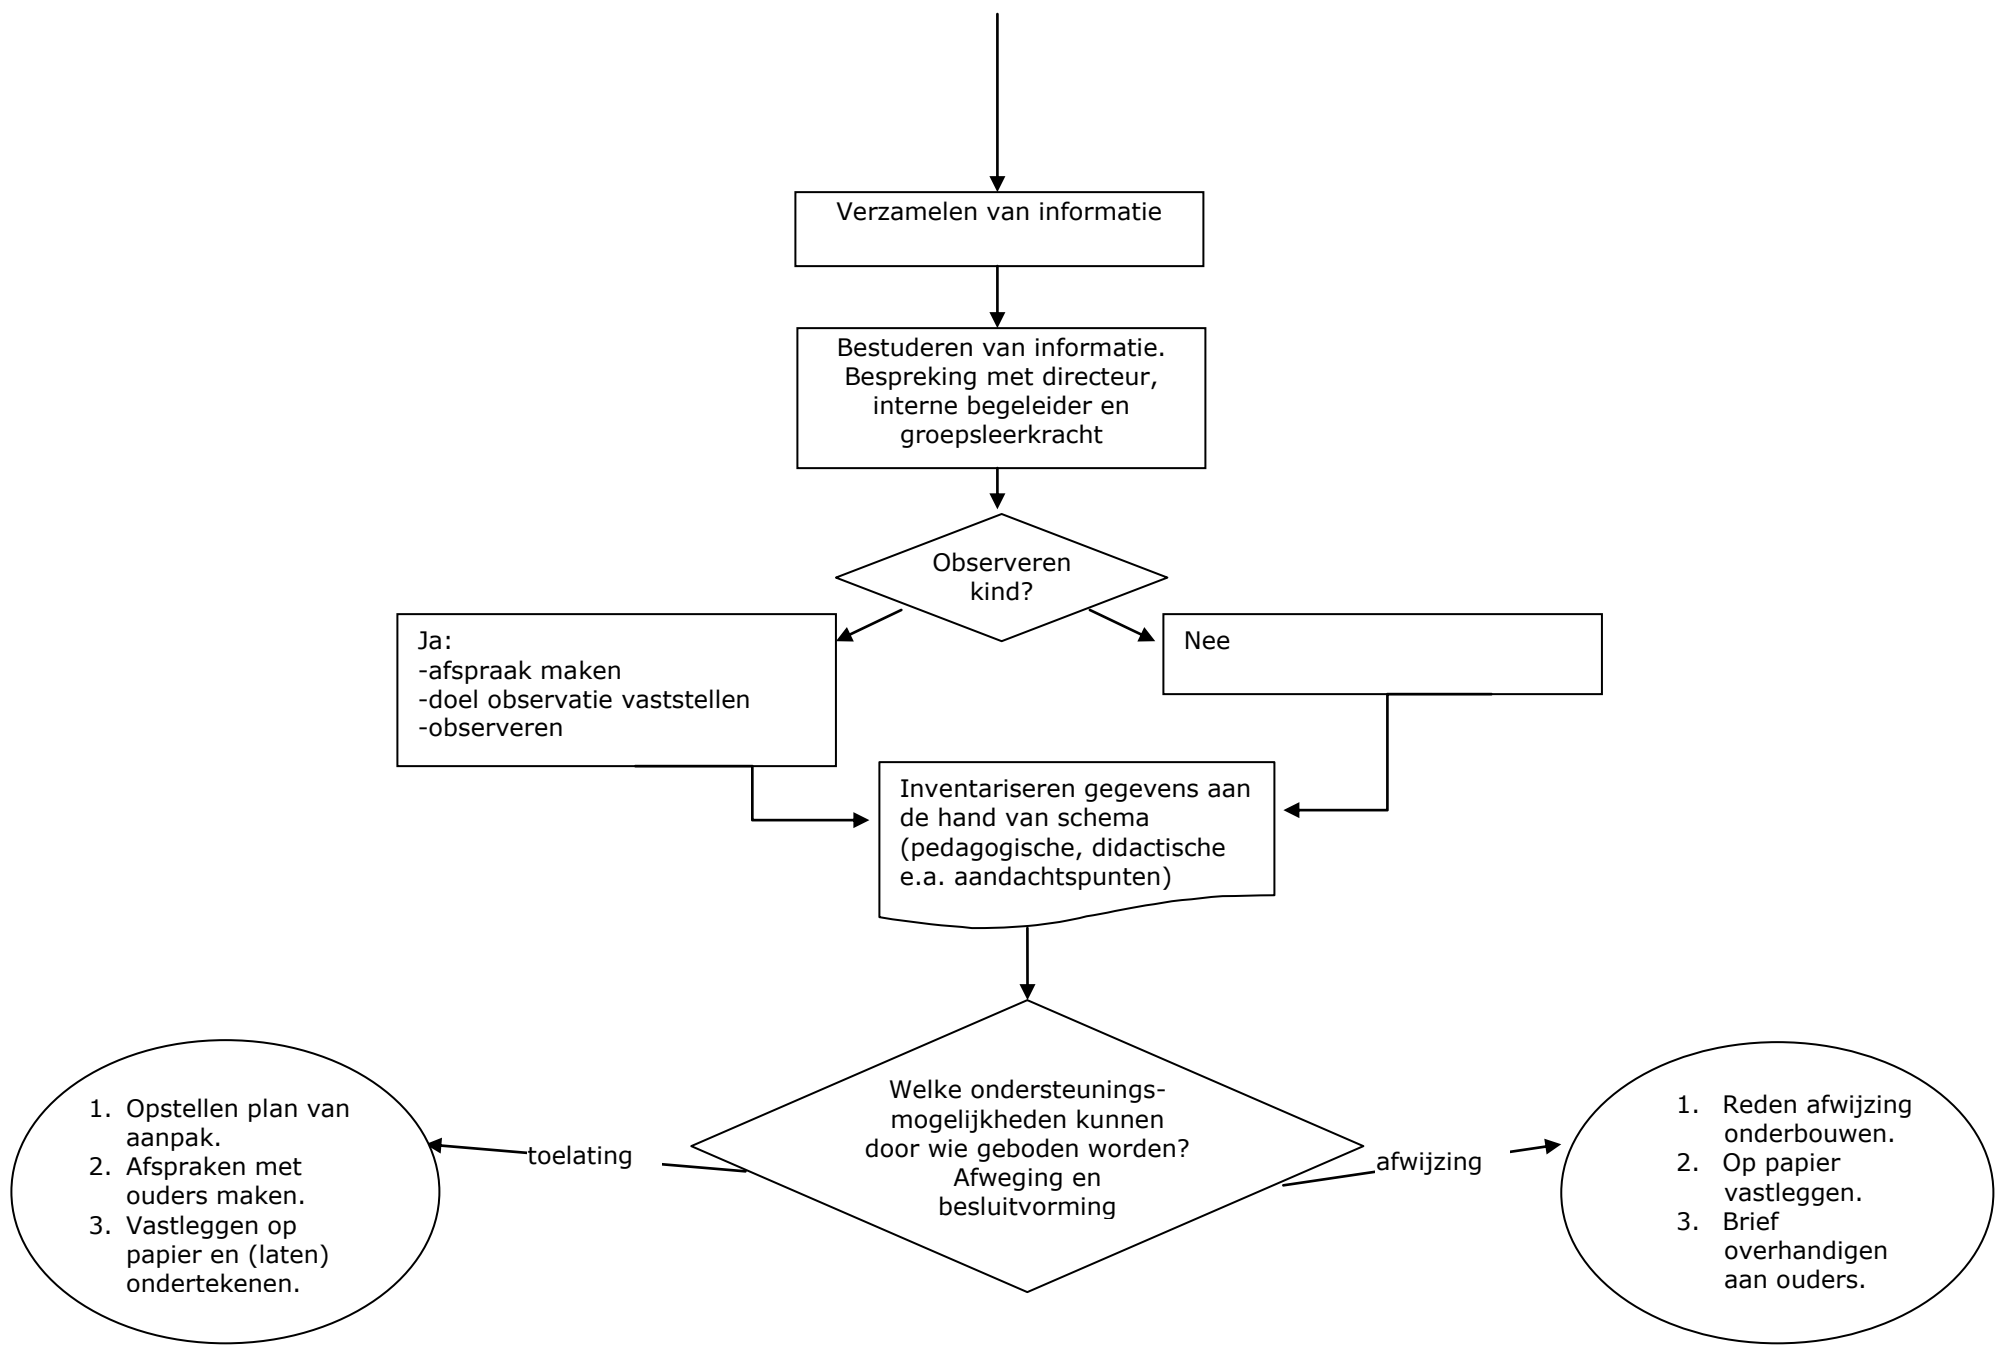 Verzamelen van informatie
Bestuderen van informatie.
Bespreking met directeur,
interne begeleider en
groepsleerkracht
Observeren
kind?
Ja:
-afspraak maken
-doel observatie vaststellen
-observeren
Nee
Inventariseren gegevens aan
de hand van schema
(pedagogische, didactische
e.a. aandachtspunten)
Welke ondersteunings-
mogelijkheden kunnen
door wie geboden worden?
Afweging en
besluitvorming
toelating
afwijzing
1. Opstellen plan van
aanpak.
2. Afspraken met
ouders maken.
3. Vastleggen op
papier en (laten)
ondertekenen.
1. Reden afwijzing
onderbouwen.
2. Op papier
vastleggen.
3. Brief
overhandigen
aan ouders.